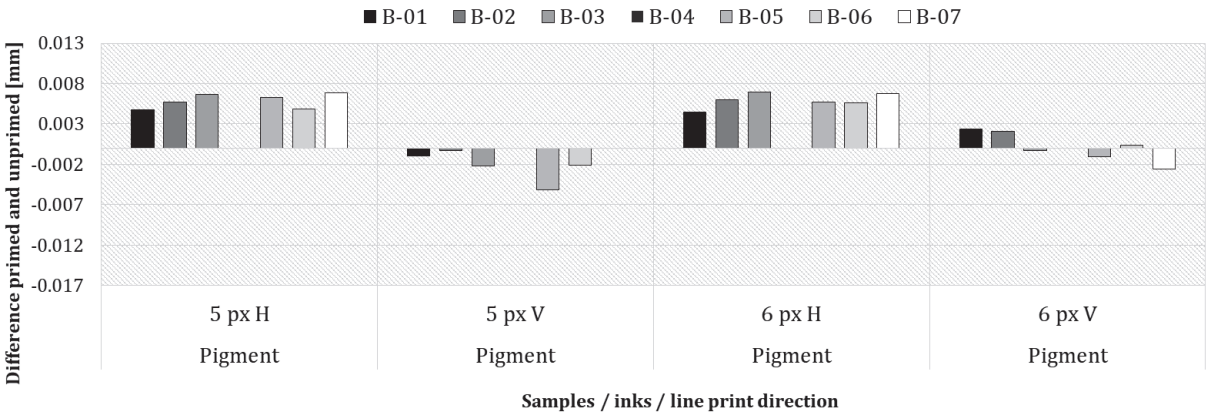 B-01 B-02 B-03 B-04 B-05 B-06 B-07
Difference primed and unprimed [mm]
0.013
0.008
0.003
-0.002
-0.007
-0.012
-0.017
5 px H 5 px V 6 px H 6 px V
Pigment Pigment Pigment Pigment
Samples / inks / line print direction